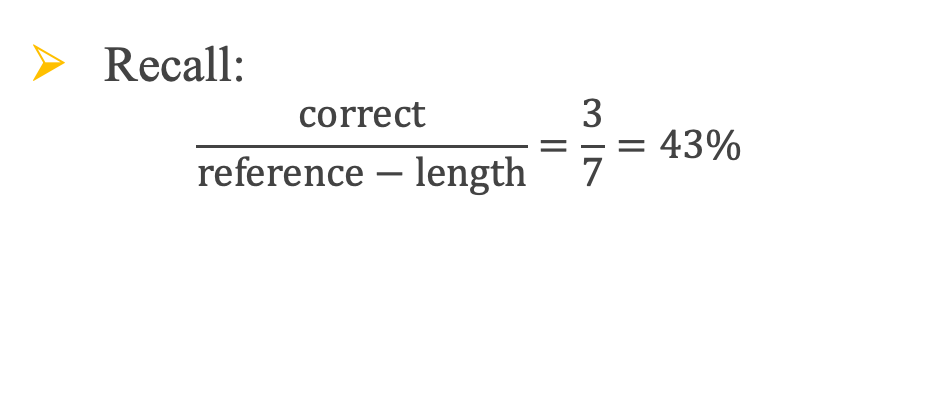 ➢ Recall:
correct
reference − length
= 3/7 = 43%